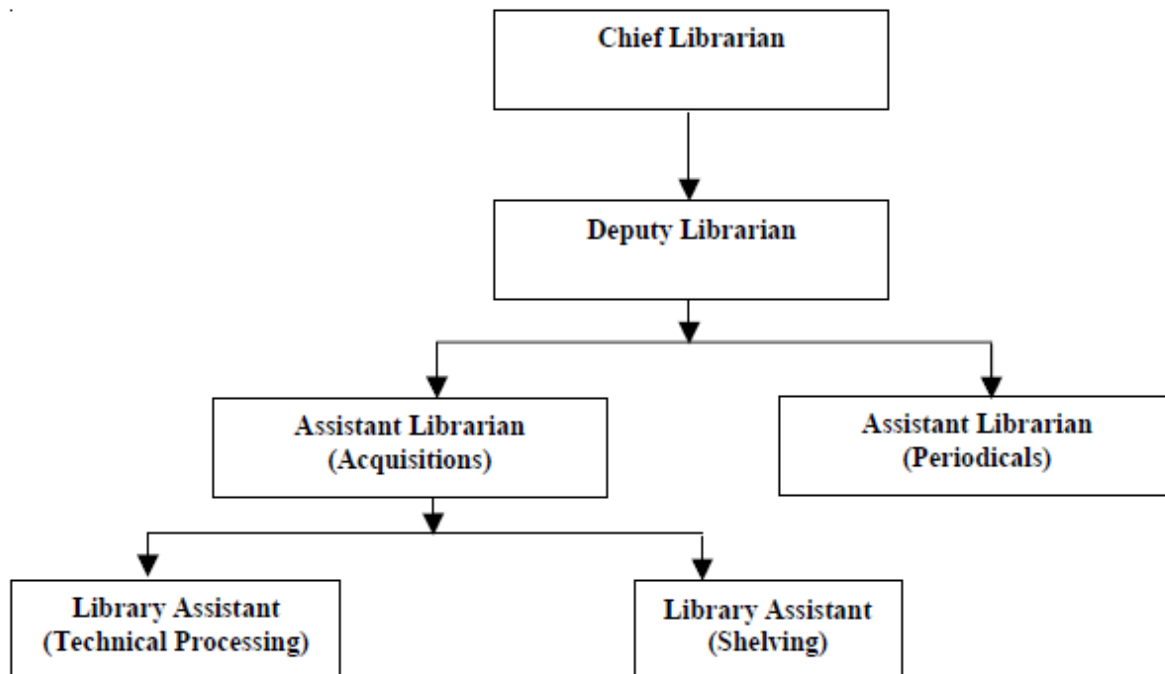 Chief Librarian
Deputy Librarian
Assistant Librarian
(Acquisitions)
Assistant Librarian
(Periodicals)
Library Assistant
(Technical Processing)
Library Assistant
(Shelving)